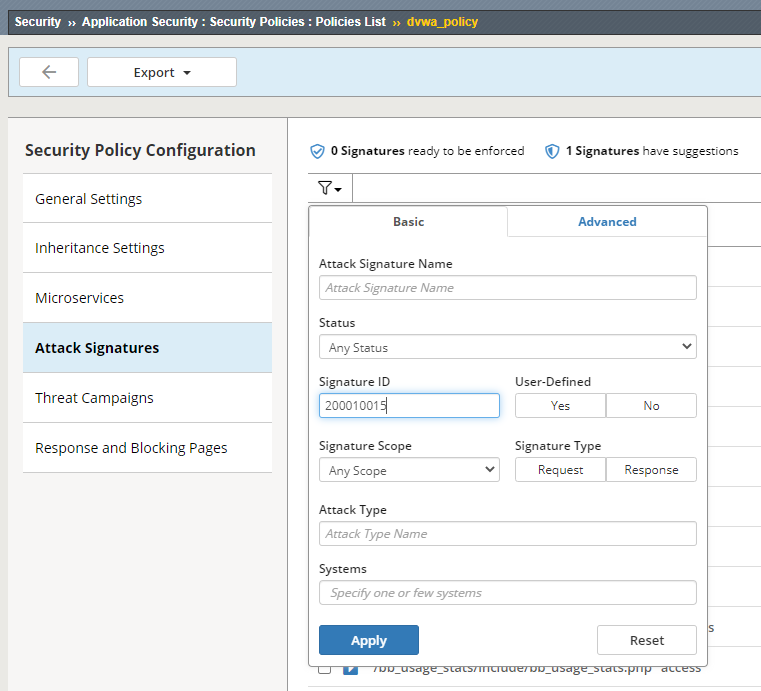 Security ›› Application Security : Security Policies : Policies List ›› dvwa_policy
Export
Security Policy Configuration
General Settings
Inheritance Settings
Microservices
Attack Signatures
Threat Campaigns
Response and Blocking Pages
0 Signatures ready to be enforced 1 Signatures have suggestions
Basic Advanced
Attack Signature Name
Attack Signature Name
Status
Any Status
Signature ID User-Defined
200010015 Yes No
Signature Scope Signature Type
Any Scope Request Response
Attack Type
Attack Type Name
Systems
Specify one or few systems
s
Apply Reset
"/bb_usage_stats/include/bb_usage_stats.php" access